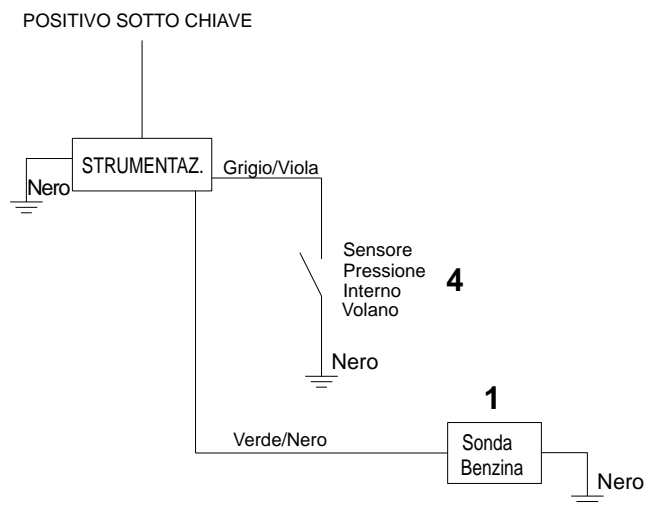 POSITIVO SOTTO CHIAVE
STRUMENTAZ.
Grigio/Viola
Nero
Sensore
Pressione
Interno
Volano
4
Nero
1
Verde/Nero
Sonda
Benzina
Nero